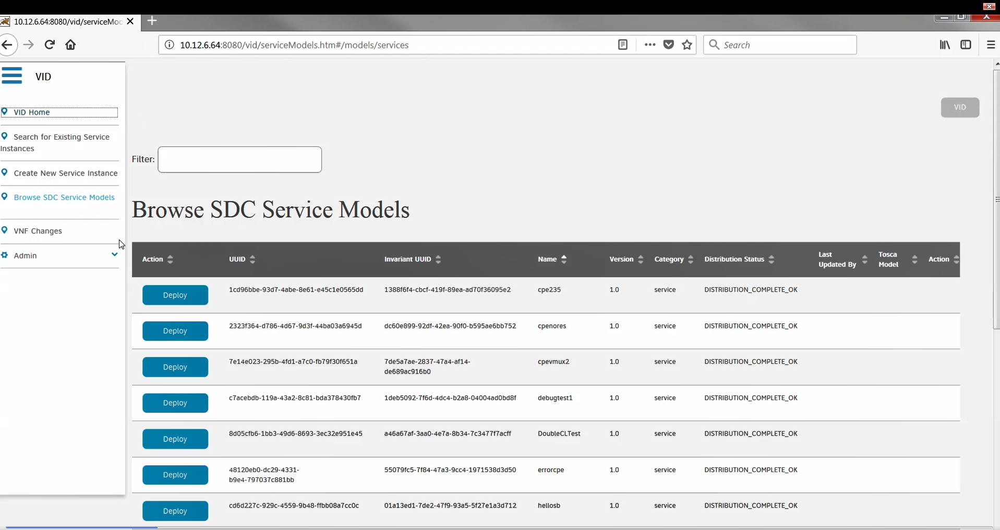 10.12.6.64:8080/vid/serviceMod
10.12.6.64:8080/vid/serviceModels.htm#/models/services
Search
VID
VID Home
Search for Existing Service
Instances
Create New Service Instance
Browse SDC Service Models
VNF Changes
Admin
VID
Filter:
Browse SDC Service Models
Action UUID Invariant UUID Name Version Category Distribution Status Last Updated By Tosca Model Action
Deploy 1cd96bbe-93d7-4abe-8e61-e45c1e0565dd 1388f6f4-cbcf-419f-89ea-ad70f36095e2 cpe235 1.0 service DISTRIBUTION_COMPLETE_OK
Deploy 2323f364-d786-4d67-9d3f-44ba03a6945d dc60e899-92df-42ea-90f0-b595ae6bb752 cpenores 1.0 service DISTRIBUTION_COMPLETE_OK
Deploy 7e14e023-295b-4fd1-a7c0-fb79f30f651a 7de5a7ae-2837-47a4-af14-de689ac916b0 cpevmux2 1.0 service DISTRIBUTION_COMPLETE_OK
Deploy c7acebdb-119a-43a2-8c81-bda378430fb7 1deb5092-7f6d-4dc4-b2a8-04004ad0bd8f debugtest1 1.0 service DISTRIBUTION_COMPLETE_OK
Deploy 8d05cfb6-1bb3-49d6-8693-3ec32e951e45 a46a67af-3aa0-4e7a-8b34-7c3477f7acff DoubleCLTest 1.0 service DISTRIBUTION_COMPLETE_OK
Deploy 48120eb0-dc29-4331-b9e4-797037c881bb 55079fc5-7f84-47a3-9cc4-1971538d3d50 errorcpe 1.0 service DISTRIBUTION_COMPLETE_OK
Deploy cd6d227c-929c-4559-9b48-ffbb08a7cc0c 01a13ed1-7de2-47f9-93a5-5f27e1a3d712 hellosb 1.0 service DISTRIBUTION_COMPLETE_OK